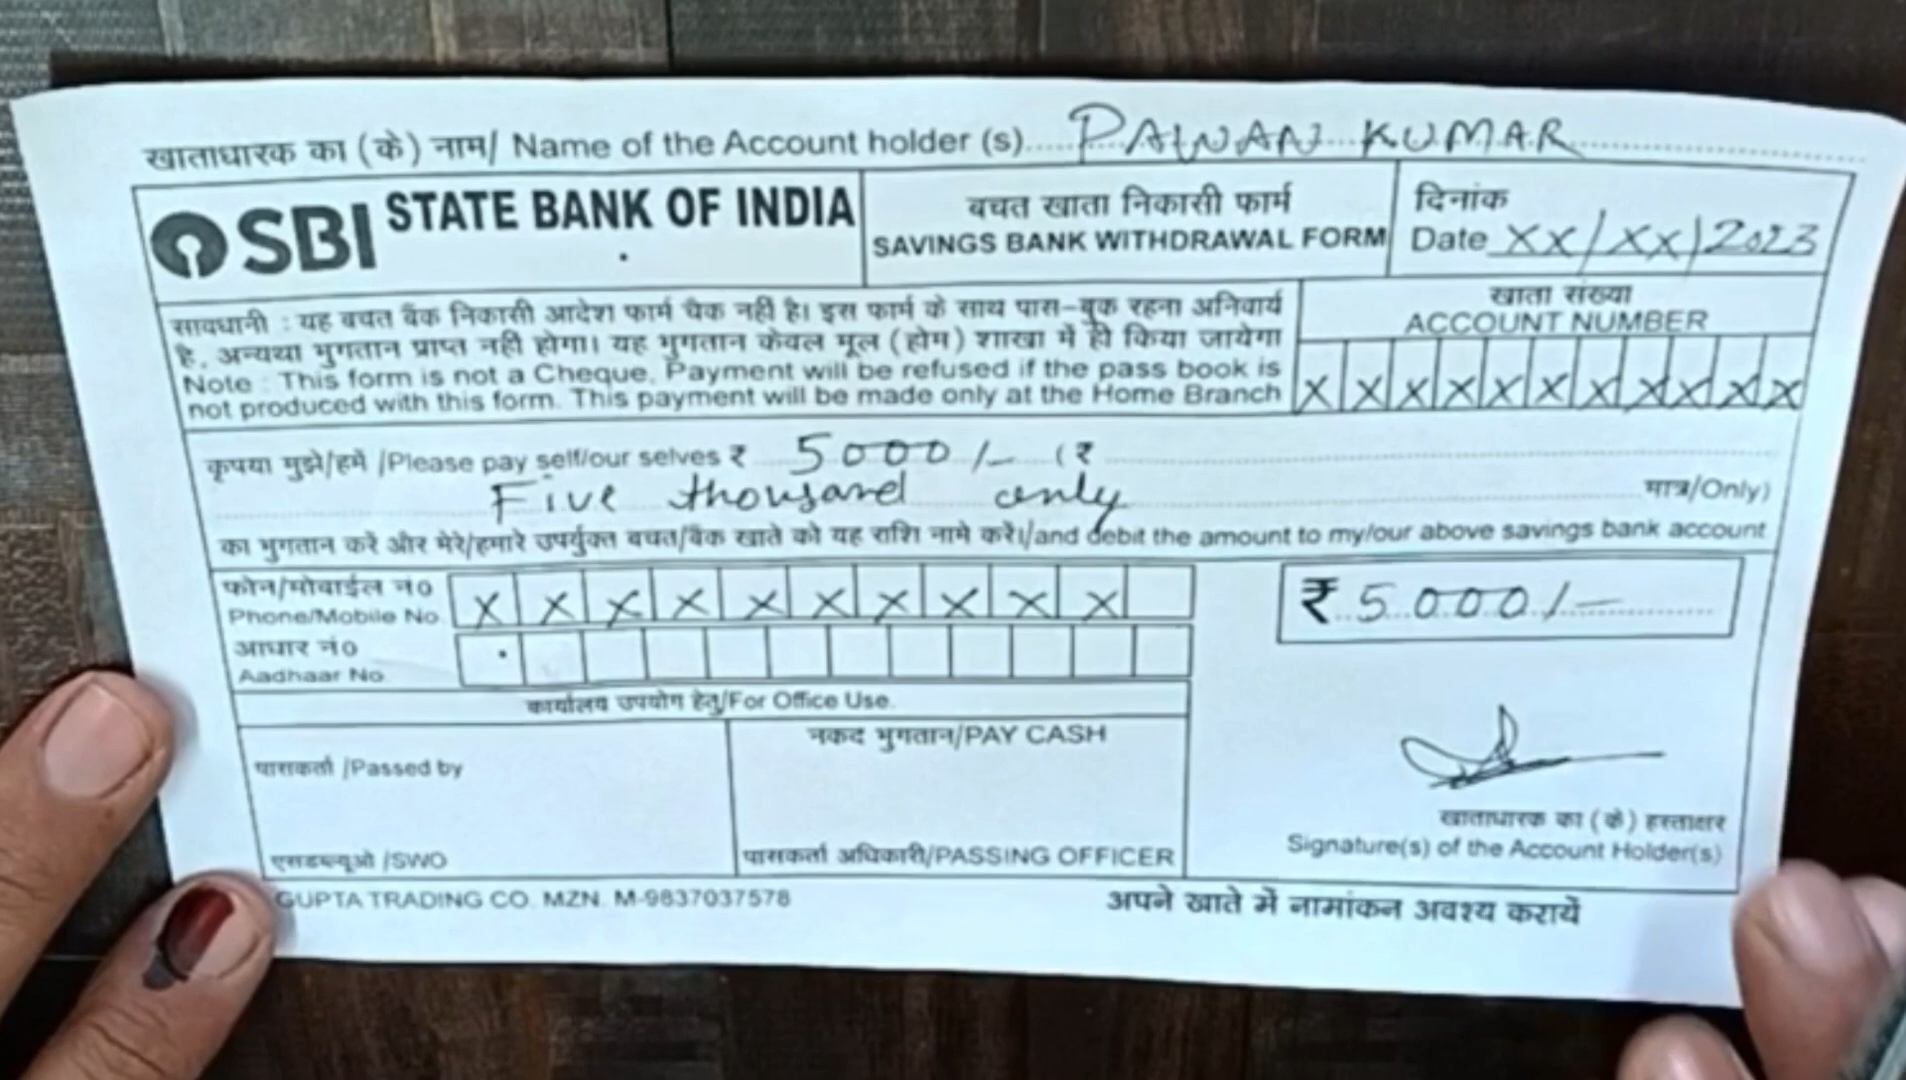 खाताधारक का (के) नाम/ Name of the Account holder (s) PAWAN KUMAR
SBI STATE BANK OF INDIA
बचत खाता निकासी फार्म
SAVINGS BANK WITHDRAWAL FORM
दिनांक
Date XX/XX/2023
सावधानी : यह बचत बैंक निकासी आदेश फार्म चैक नहीं है। इस फार्म के साथ पास-बुक रहना अनिवार्य
है, अन्यथा भुगतान प्राप्त नही होगा। यह भुगतान केवल मूल (होम) शाखा में ही किया जायेगा
Note : This form is not a Cheque, Payment will be refused if the pass book is
not produced with this form. This payment will be made only at the Home Branch
खाता संख्या
ACCOUNT NUMBER
X X X X X X X X X X X
कृपया मुझे/हमें /Please pay self/our selves ₹ 5000/- (₹
Five thousand only मात्र/Only)
का भुगतान करें और मेरे/हमारे उपर्युक्त बचत/बैंक खाते को यह राशि नामे करें।/and debit the amount to my/our above savings bank account
फोन/मोबाईल नं०
Phone/Mobile No. X X X X X X X X X X
₹ 5000/-
आधार नं०
Aadhaar No.
कार्यालय उपयोग हेतु/For Office Use.
पासकर्ता /Passed by
नकद भुगतान/PAY CASH
एसडब्ल्यूओ /SWO
पासकर्ता अधिकारी/PASSING OFFICER
खाताधारक का (के) हस्ताक्षर
Signature(s) of the Account Holder(s)
GUPTA TRADING CO. MZN. M-9837037578
अपने खाते में नामांकन अवश्य करायें